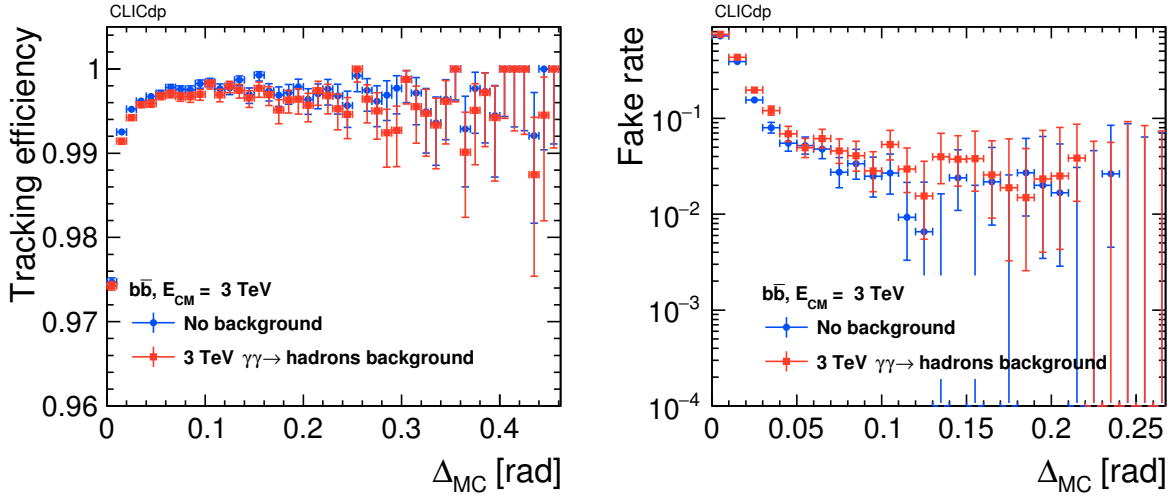 CLICdp
Tracking efficiency
1
0.99
0.98
0.97
0.96
bb̅, E_CM = 3 TeV
No background
3 TeV γγ→ hadrons background
0 0.1 0.2 0.3 0.4
Δ_MC [rad]
CLICdp
Fake rate
10⁻¹
10⁻²
10⁻³
10⁻⁴
bb̅, E_CM = 3 TeV
No background
3 TeV γγ→ hadrons background
0 0.05 0.1 0.15 0.2 0.25
Δ_MC [rad]